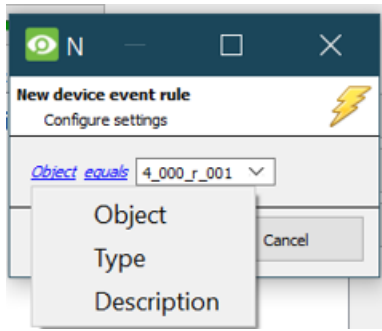 N
New device event rule
Configure settings
Object equals 4_000_r_001
Object
Type
Description
Cancel